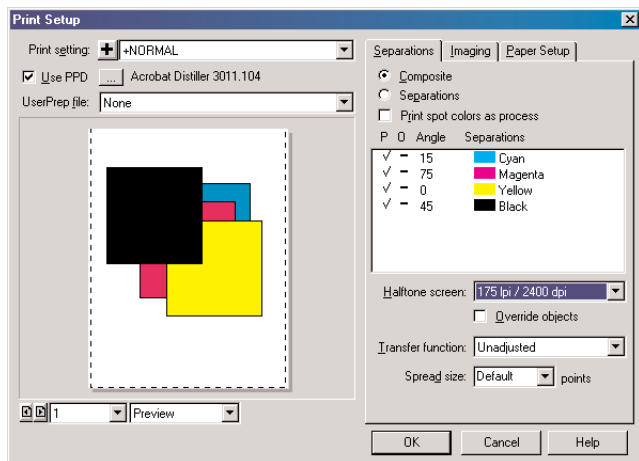 Print Setup
Print setting: +NORMAL
Use PPD ... Acrobat Distiller 3011.104
UserPrep file: None
1 Preview
Separations Imaging Paper Setup
Composite
Separations
Print spot colors as process
P O Angle Separations
15 Cyan
75 Magenta
0 Yellow
45 Black
Halftone screen: 175 lpi / 2400 dpi
Override objects
Transfer function: Unadjusted
Spread size: Default points
OK Cancel Help